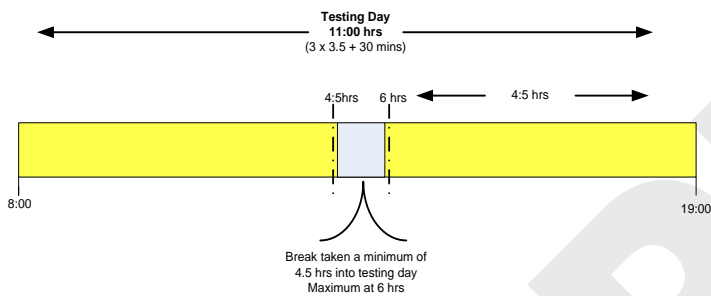 Testing Day
11:00 hrs
(3 x 3.5 + 30 mins)
4:5hrs
6 hrs
4:5 hrs
8:00
19:00
Break taken a minimum of
4.5 hrs into testing day
Maximum at 6 hrs